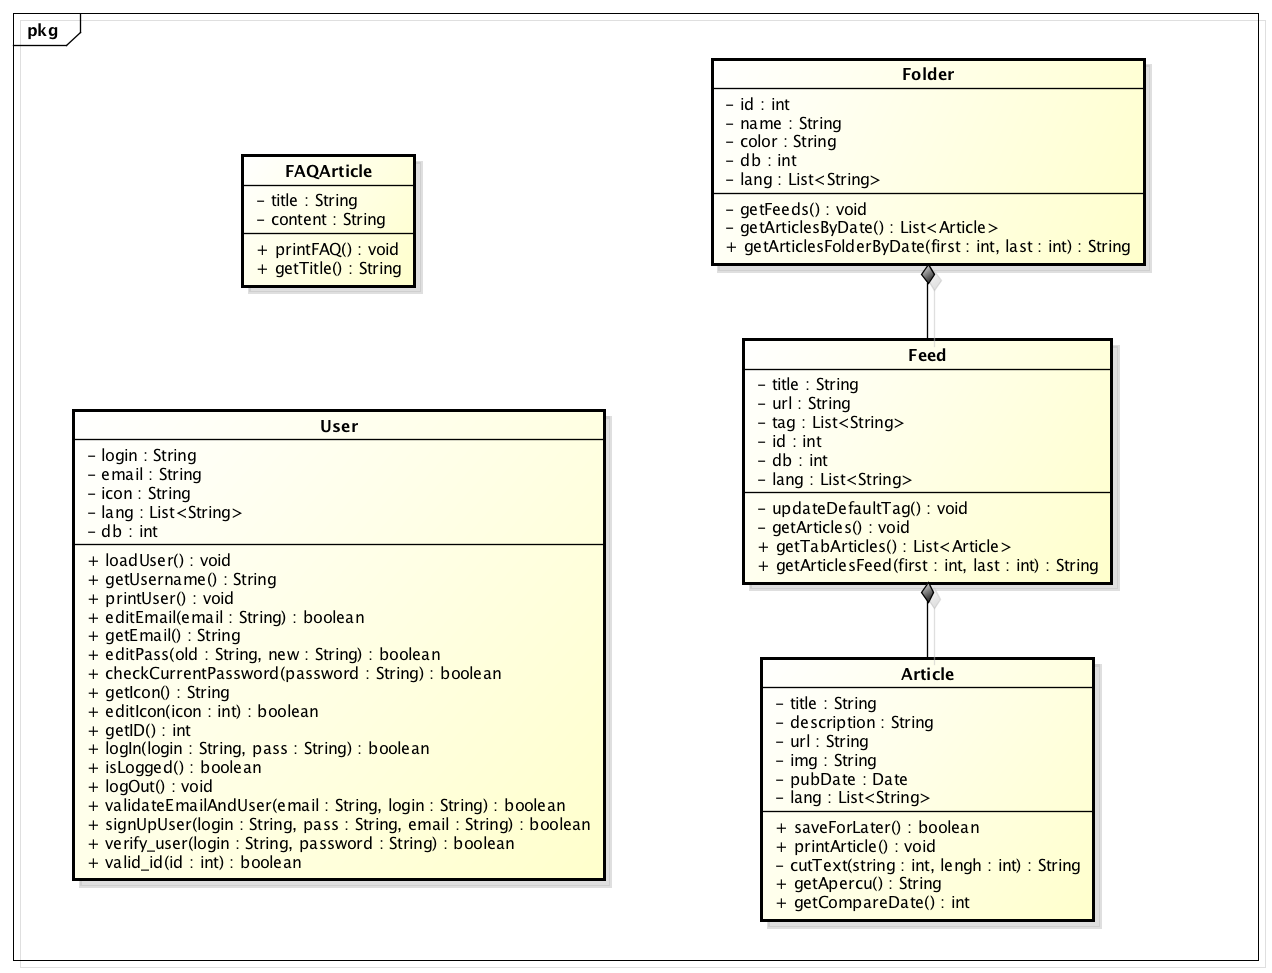 pkg
FAQArticle
– title : String
– content : String
+ printFAQ() : void
+ getTitle() : String
User
– login : String
– email : String
– icon : String
– lang : List<String>
– db : int
+ loadUser() : void
+ getUsername() : String
+ printUser() : void
+ editEmail(email : String) : boolean
+ getEmail() : String
+ editPass(old : String, new : String) : boolean
+ checkCurrentPassword(password : String) : boolean
+ getIcon() : String
+ editIcon(icon : int) : boolean
+ getID() : int
+ logIn(login : String, pass : String) : boolean
+ isLogged() : boolean
+ logOut() : void
+ validateEmailAndUser(email : String, login : String) : boolean
+ signUpUser(login : String, pass : String, email : String) : boolean
+ verify_user(login : String, password : String) : boolean
+ valid_id(id : int) : boolean
Folder
– id : int
– name : String
– color : String
– db : int
– lang : List<String>
– getFeeds() : void
– getArticlesByDate() : List<Article>
+ getArticlesFolderByDate(first : int, last : int) : String
Feed
– title : String
– url : String
– tag : List<String>
– id : int
– db : int
– lang : List<String>
– updateDefaultTag() : void
– getArticles() : void
+ getTabArticles() : List<Article>
+ getArticlesFeed(first : int, last : int) : String
Article
– title : String
– description : String
– url : String
– img : String
– pubDate : Date
– lang : List<String>
+ saveForLater() : boolean
+ printArticle() : void
– cutText(string : int, lengh : int) : String
+ getApercu() : String
+ getCompareDate() : int